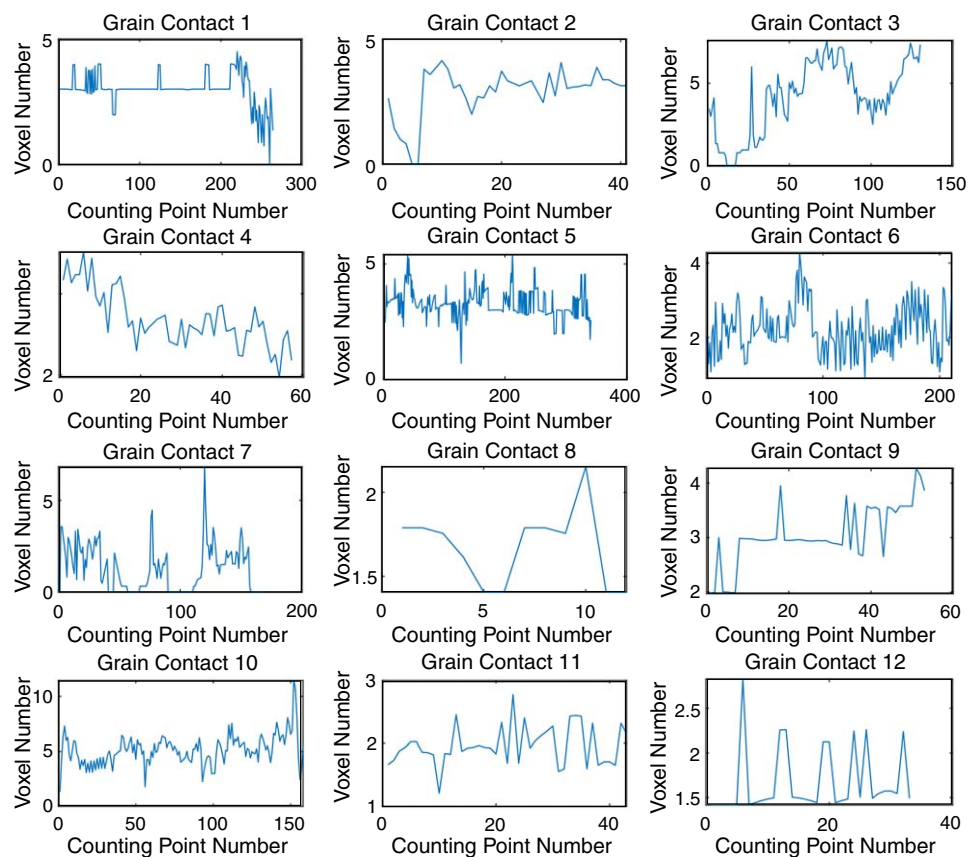 Grain Contact 1
Grain Contact 2
Grain Contact 3
5
0
Voxel Number
0 100 200 300
Counting Point Number
5
0
Voxel Number
0 20 40
Counting Point Number
5
0
Voxel Number
0 50 100 150
Counting Point Number
Grain Contact 4
Grain Contact 5
Grain Contact 6
2
Voxel Number
0 20 40 60
Counting Point Number
5
0
Voxel Number
0 200 400
Counting Point Number
4
2
Voxel Number
0 100 200
Counting Point Number
Grain Contact 7
Grain Contact 8
Grain Contact 9
5
0
Voxel Number
0 100 200
Counting Point Number
2
1.5
Voxel Number
0 5 10
Counting Point Number
4
3
2
Voxel Number
0 20 40 60
Counting Point Number
Grain Contact 10
Grain Contact 11
Grain Contact 12
10
5
0
Voxel Number
0 50 100 150
Counting Point Number
3
2
1
Voxel Number
0 20 40
Counting Point Number
2.5
2
1.5
Voxel Number
0 20 40
Counting Point Number